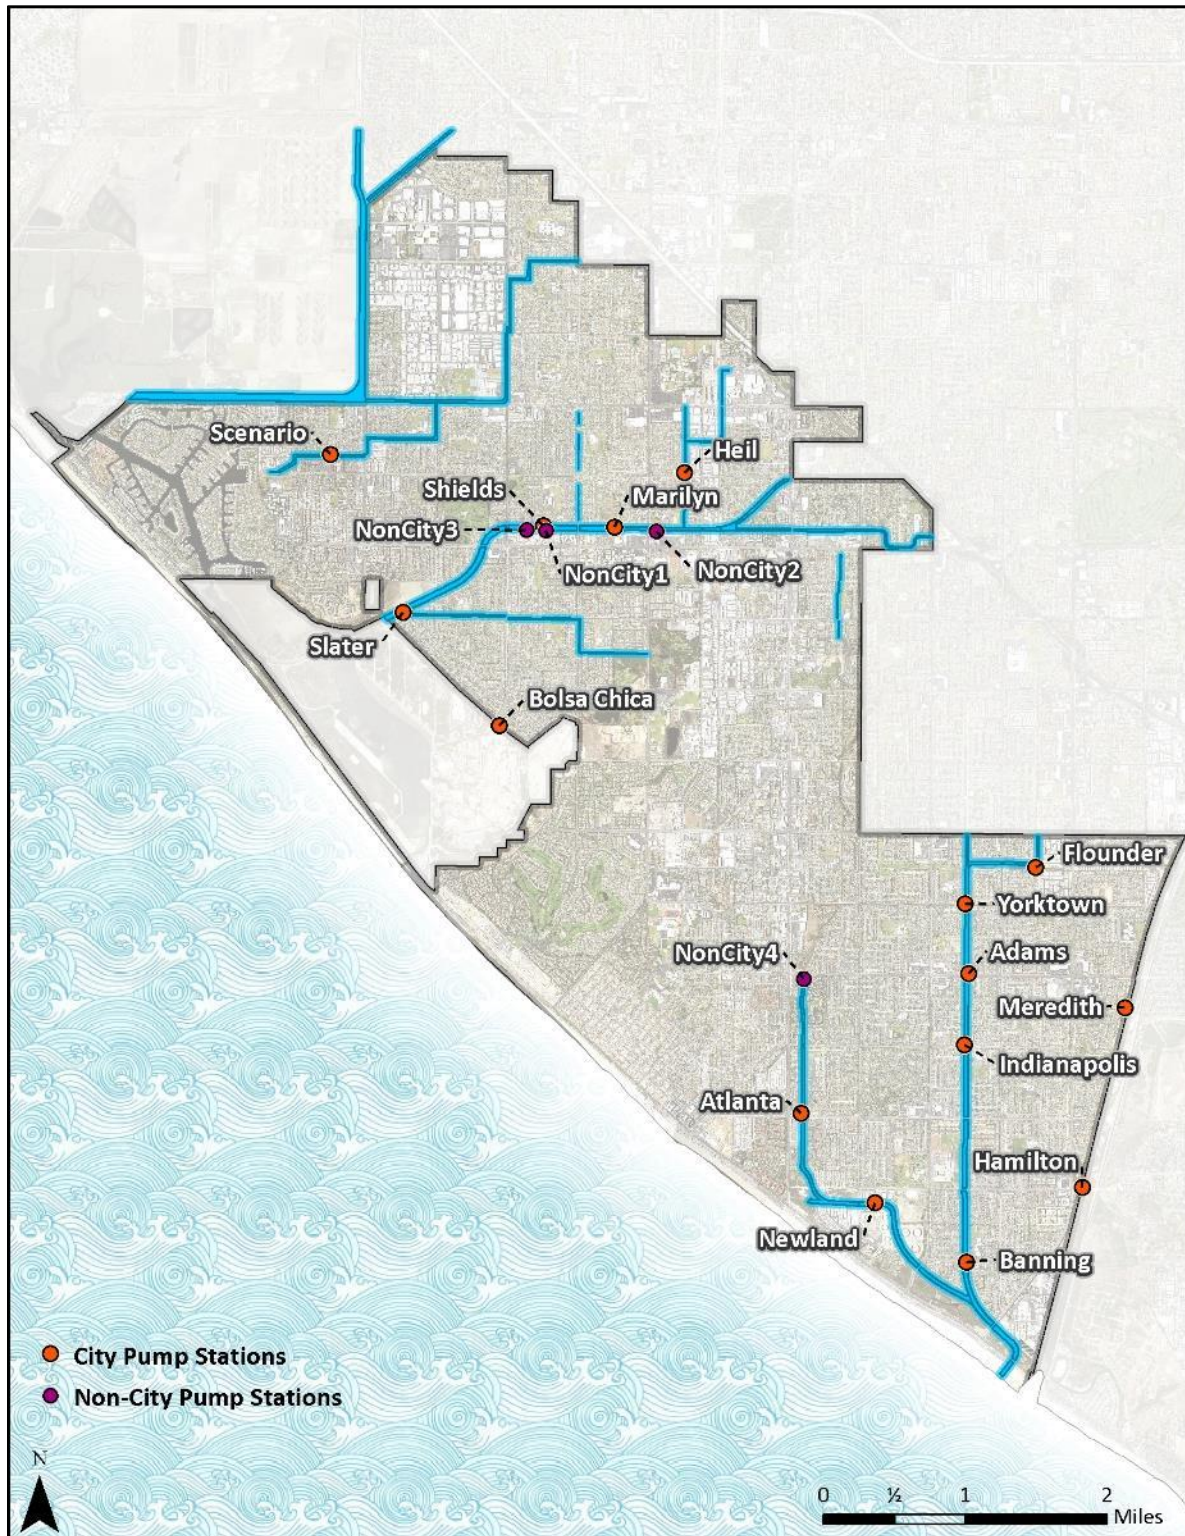 Scenario
Heil
Shields
Marilyn
NonCity3
NonCity1
NonCity2
Slater
Bolsa Chica
Flounder
Yorktown
NonCity4
Adams
Meredith
Indianapolis
Atlanta
Hamilton
Newland
Banning
City Pump Stations
Non-City Pump Stations
N
0 ½ 1 2
Miles